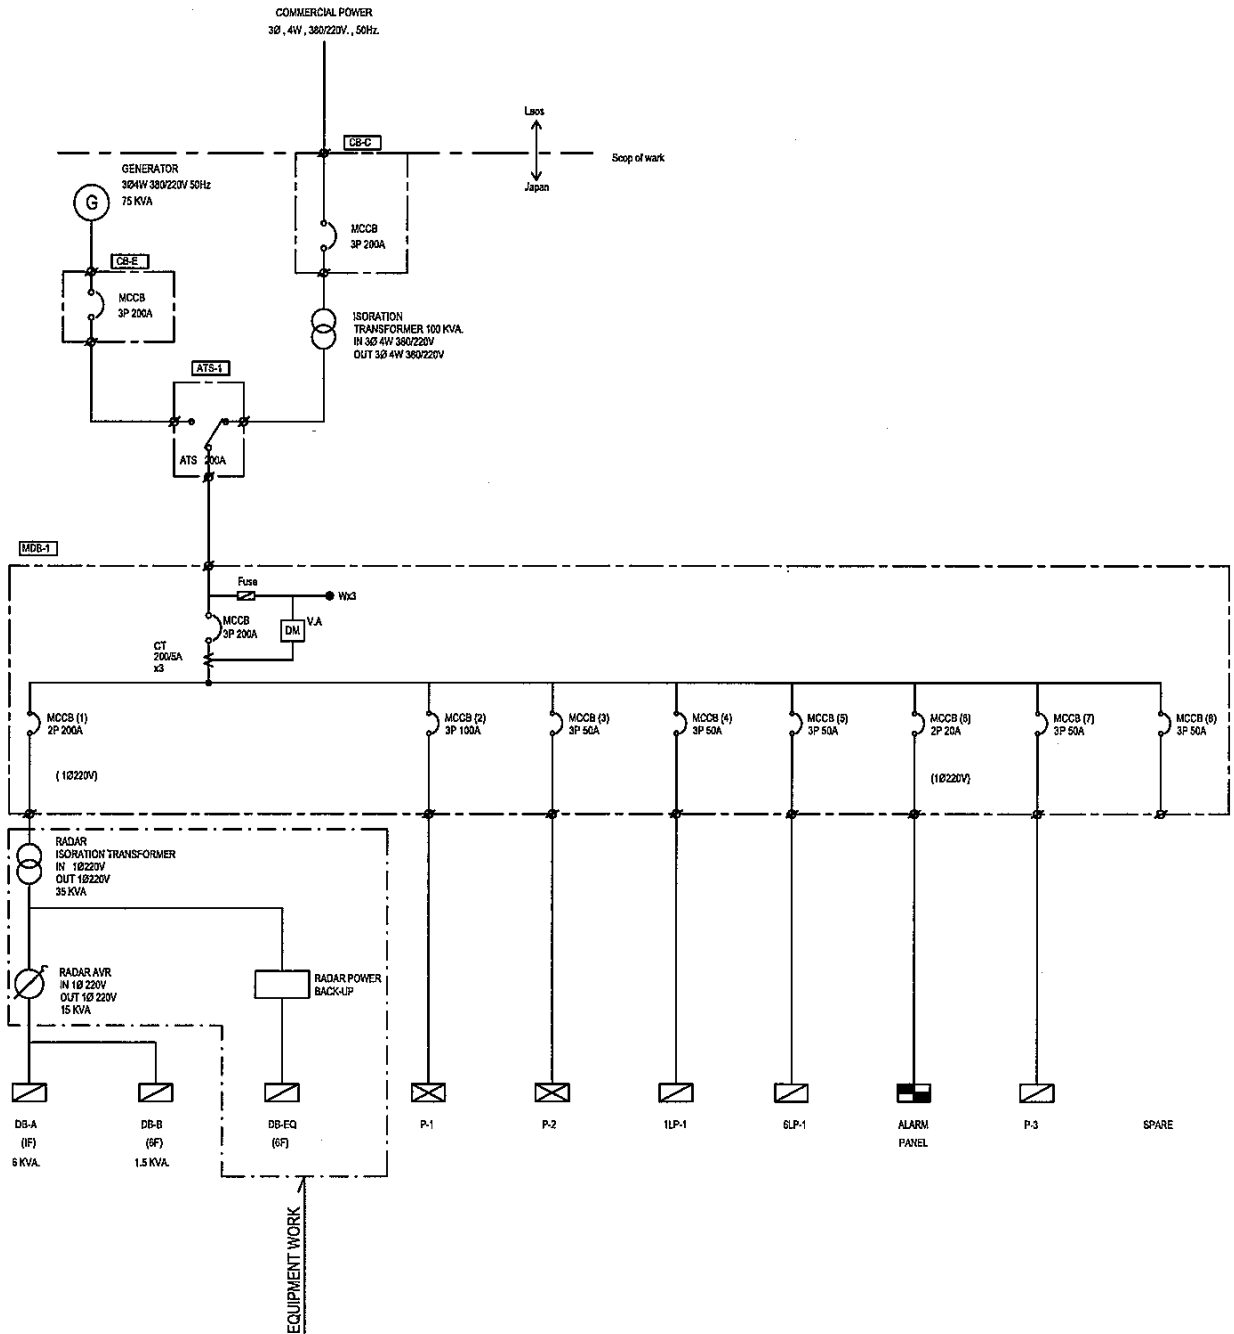 COMMERCIAL POWER
3Ø , 4W , 380/220V. , 50Hz.
Laos
CB-C
Scop of wark
Japan
GENERATOR
3Ø4W 380/220V 50Hz
75 KVA
G
MCCB
3P 200A
CB-E
MCCB
3P 200A
ISORATION
TRANSFORMER 100 KVA.
IN 3Ø 4W 380/220V
OUT 3Ø 4W 380/220V
ATS-1
ATS 200A
MDB-1
Fuse
Wx3
MCCB
3P 200A
V.A
DM
CT
200/5A
x3
MCCB (1)
2P 200A
(1Ø220V)
MCCB (2)
3P 100A
MCCB (3)
3P 50A
MCCB (4)
3P 50A
MCCB (5)
3P 50A
MCCB (6)
2P 20A
(1Ø220V)
MCCB (7)
3P 50A
MCCB (8)
3P 50A
RADAR
ISORATION TRANSFORMER
IN 1Ø220V
OUT 1Ø220V
35 KVA
RADAR AVR
IN 1Ø 220V
OUT 1Ø 220V
15 KVA
RADAR POWER
BACK-UP
DB-A
(IF)
6 KVA.
DB-B
(6F)
1.5 KVA.
DB-EQ
(6F)
P-1
P-2
1LP-1
6LP-1
ALARM
PANEL
P-3
SPARE
EQUIPMENT WORK